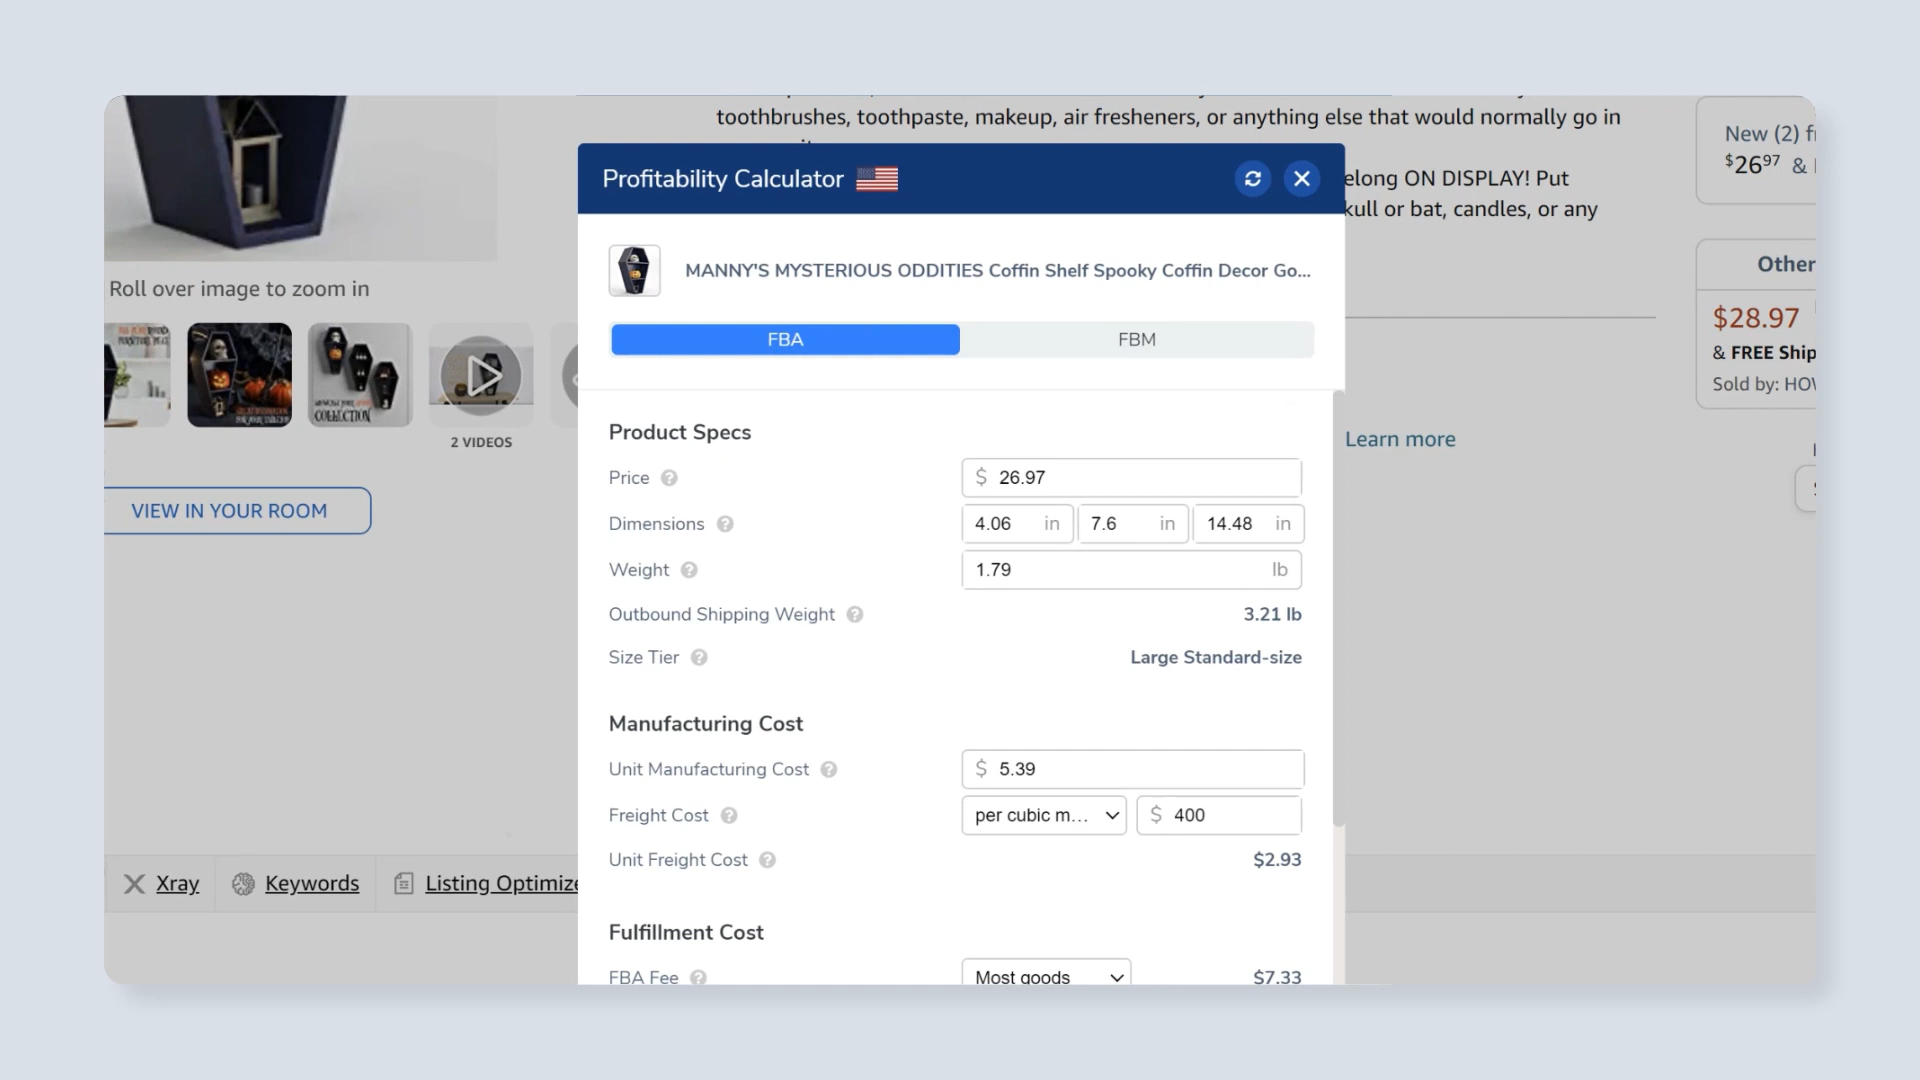 toothbrushes, toothpaste, makeup, air fresheners, or anything else that would normally go in
elong ON DISPLAY! Put
kull or bat, candles, or any
New (2) f
$26⁹⁷ &
Other
$28.97
& FREE Ship
Sold by: HO
Learn more
Roll over image to zoom in
COLLECTION
2 VIDEOS
VIEW IN YOUR ROOM
Xray
Keywords
Listing Optimize
Profitability Calculator
MANNY'S MYSTERIOUS ODDITIES Coffin Shelf Spooky Coffin Decor Go...
FBA FBM
Product Specs
Price ? $ 26.97
Dimensions ? 4.06 in 7.6 in 14.48 in
Weight ? 1.79 lb
Outbound Shipping Weight ? 3.21 lb
Size Tier ? Large Standard-size
Manufacturing Cost
Unit Manufacturing Cost ? $ 5.39
Freight Cost ? per cubic m... $ 400
Unit Freight Cost ? $2.93
Fulfillment Cost
FBA Fee ? Most goods $7.33